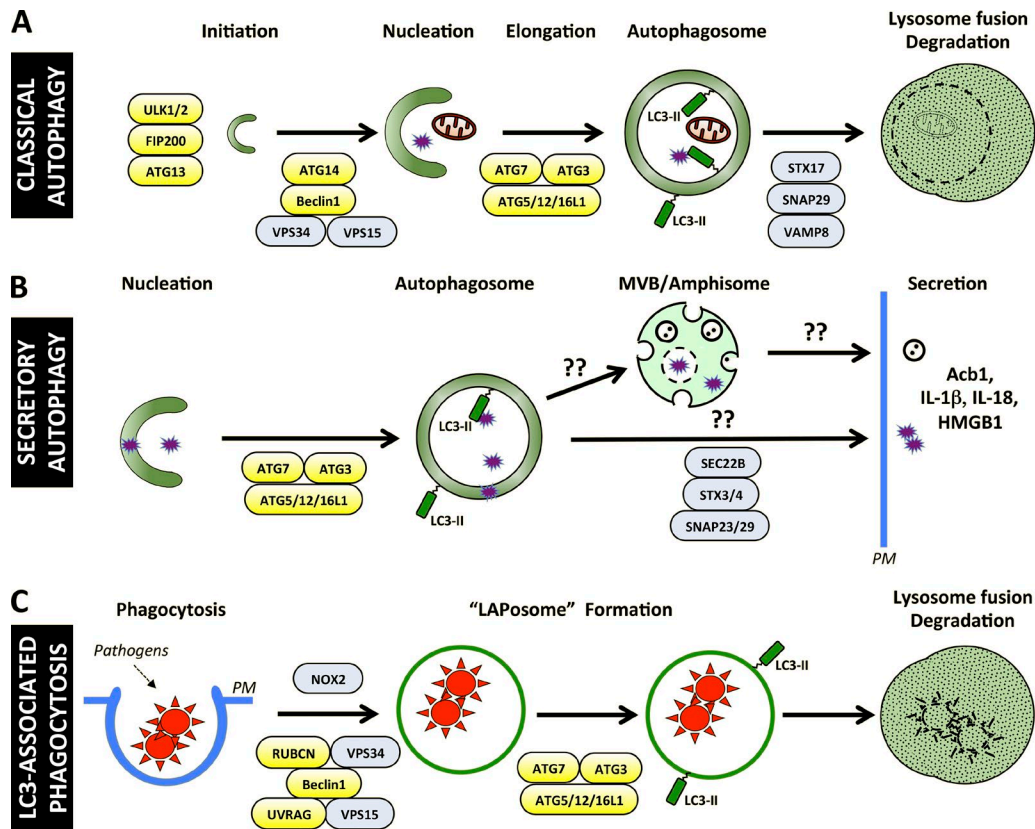 A
CLASSICAL
AUTOPHAGY
Initiation
Nucleation
Elongation
Autophagosome
Lysosome fusion
Degradation
ULK1/2
FIP200
ATG13
ATG14
Beclin1
VPS34
VPS15
ATG7
ATG3
ATG5/12/16L1
LC3-II
LC3-II
STX17
SNAP29
VAMP8
B
SECRETORY
AUTOPHAGY
Nucleation
Autophagosome
MVB/Amphisome
Secretion
ATG7
ATG3
ATG5/12/16L1
LC3-II
LC3-II
??
??
??
SEC22B
STX3/4
SNAP23/29
Acb1,
IL-1β, IL-18,
HMGB1
PM
C
LC3-ASSOCIATED
PHAGOCYTOSIS
Phagocytosis
"LAPosome" Formation
Lysosome fusion
Degradation
Pathogens
PM
NOX2
RUBCN
VPS34
Beclin1
UVRAG
VPS15
ATG7
ATG3
ATG5/12/16L1
LC3-II
LC3-II